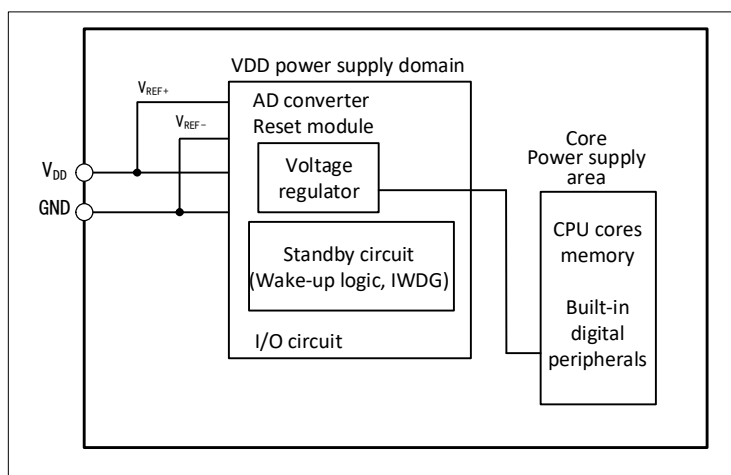 VDD power supply domain
VREF+
AD converter
VREF-
Reset module
VDD
GND
Voltage
regulator
Standby circuit
(Wake-up logic, IWDG)
I/O circuit
Core
Power supply
area
CPU cores
memory
Built-in
digital
peripherals